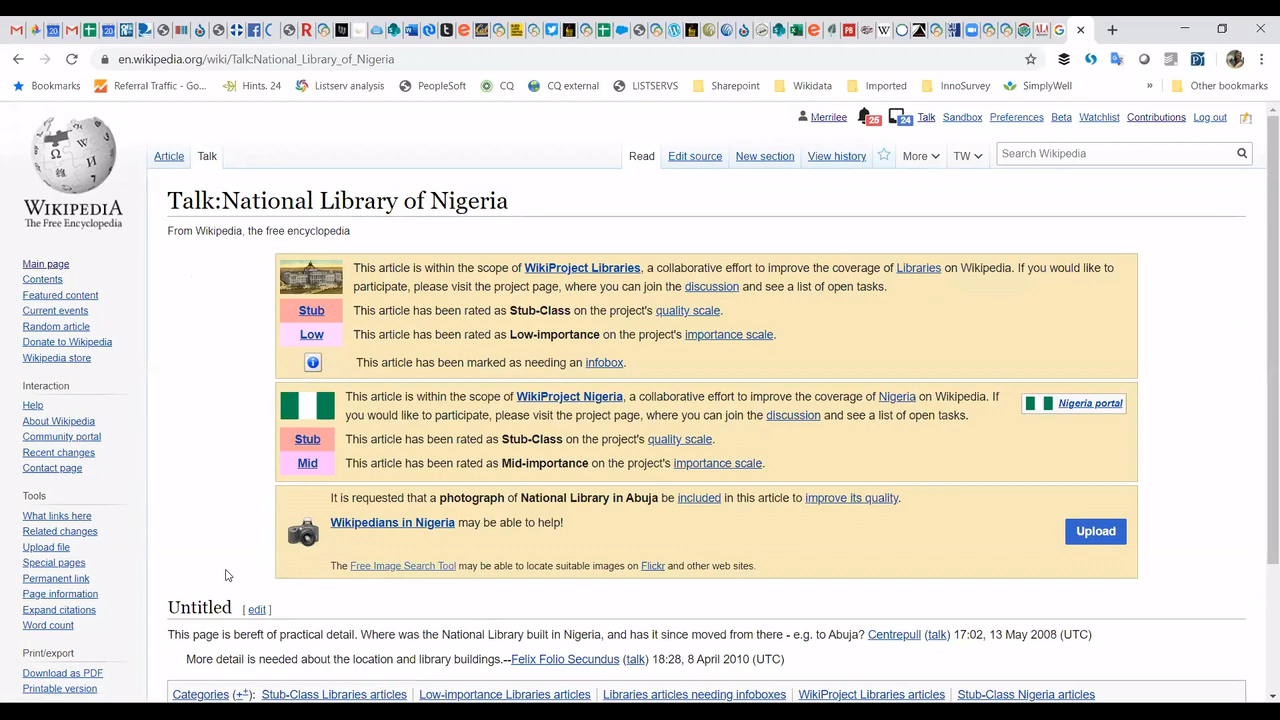 20
20
en.wikipedia.org/wiki/Talk:National_Library_of_Nigeria
Bookmarks
Referral Traffic - Go...
Hints. 24
Listserv analysis
PeopleSoft
CQ
CQ external
LISTSERVS
Sharepoint
Wikidata
Imported
InnoSurvey
SimplyWell
»
Other bookmarks
Merrilee
25
24
Talk
Sandbox
Preferences
Beta
Watchlist
Contributions
Log out
WIKIPEDIA
The Free Encyclopedia
Article
Talk
Read
Edit source
New section
View history
More
TW
Search Wikipedia
Main page
Contents
Featured content
Current events
Random article
Donate to Wikipedia
Wikipedia store
Interaction
Help
About Wikipedia
Community portal
Recent changes
Contact page
Tools
What links here
Related changes
Upload file
Special pages
Permanent link
Page information
Expand citations
Word count
Print/export
Download as PDF
Printable version
Talk:National Library of Nigeria
From Wikipedia, the free encyclopedia
This article is within the scope of WikiProject Libraries, a collaborative effort to improve the coverage of Libraries on Wikipedia. If you would like to
participate, please visit the project page, where you can join the discussion and see a list of open tasks.
Stub This article has been rated as Stub-Class on the project's quality scale.
Low This article has been rated as Low-importance on the project's importance scale.
This article has been marked as needing an infobox.
This article is within the scope of WikiProject Nigeria, a collaborative effort to improve the coverage of Nigeria on Wikipedia. If
you would like to participate, please visit the project page, where you can join the discussion and see a list of open tasks.
Nigeria portal
Stub This article has been rated as Stub-Class on the project's quality scale.
Mid This article has been rated as Mid-importance on the project's importance scale.
It is requested that a photograph of National Library in Abuja be included in this article to improve its quality.
Wikipedians in Nigeria may be able to help!
Upload
The Free Image Search Tool may be able to locate suitable images on Flickr and other web sites.
Untitled [ edit ]
This page is bereft of practical detail. Where was the National Library built in Nigeria, and has it since moved from there - e.g. to Abuja? Centrepull (talk) 17:02, 13 May 2008 (UTC)
More detail is needed about the location and library buildings.--Felix Folio Secundus (talk) 18:28, 8 April 2010 (UTC)
Categories (++): Stub-Class Libraries articles Low-importance Libraries articles Libraries articles needing infoboxes WikiProject Libraries articles Stub-Class Nigeria articles